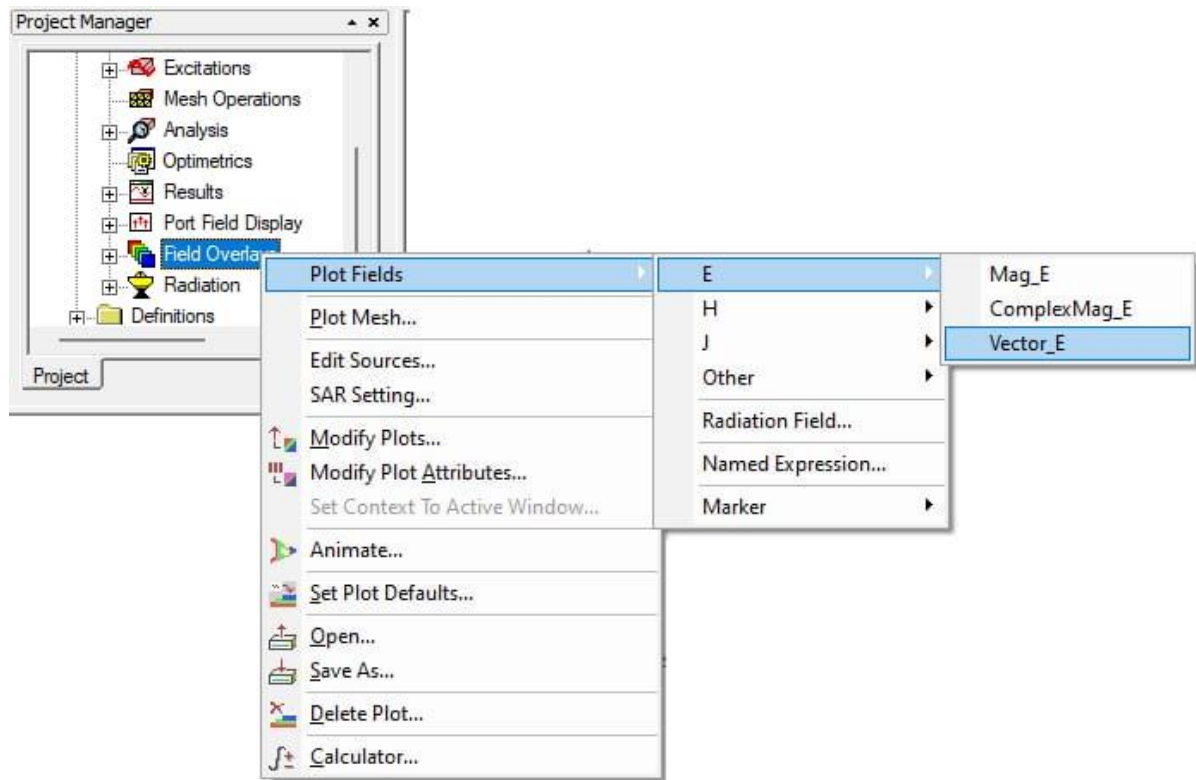 Project Manager
Excitations
Mesh Operations
Analysis
Optimetrics
Results
Port Field Display
Field Overlays
Radiation
Definitions
Project
Plot Fields
Plot Mesh...
Edit Sources...
SAR Setting...
Modify Plots...
Modify Plot Attributes...
Set Context To Active Window...
Animate...
Set Plot Defaults...
Open...
Save As...
Delete Plot...
Calculator...
E
H
J
Other
Radiation Field...
Named Expression...
Marker
Mag_E
ComplexMag_E
Vector_E